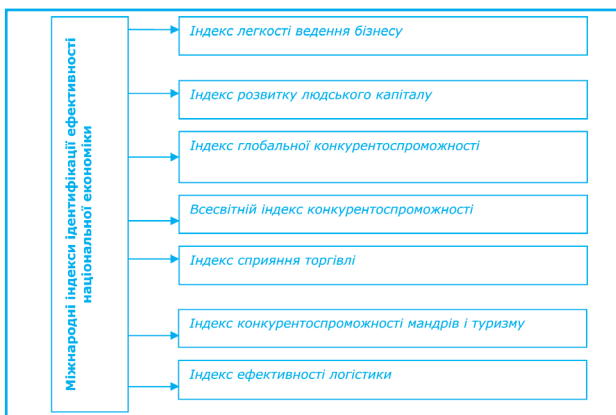 Міжнародні індекси ідентифікації ефективності
національної економіки
Індекс легкості ведення бізнесу
Індекс розвитку людського капіталу
Індекс глобальної конкурентоспроможності
Всесвітній індекс конкурентоспроможності
Індекс сприяння торгівлі
Індекс конкурентоспроможності мандрів і туризму
Індекс ефективності логістики